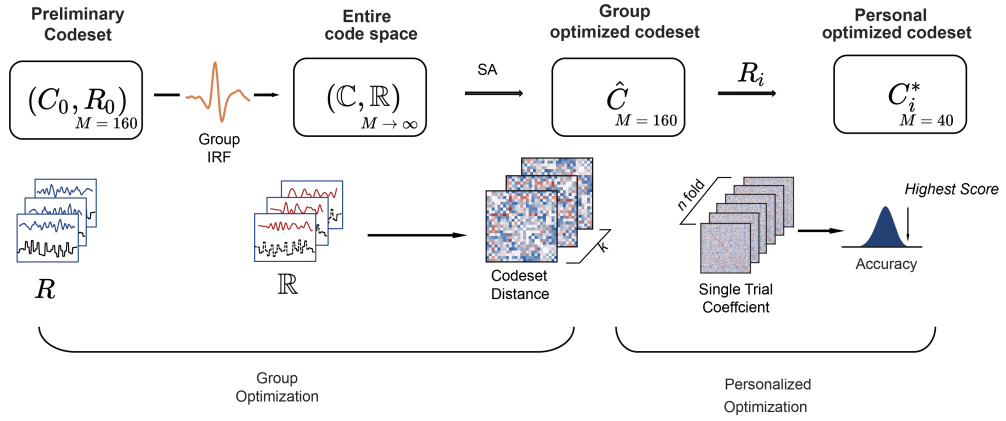 Preliminary
Codeset
Entire
code space
Group
optimized codeset
Personal
optimized codeset
(C₀, R₀)
M = 160
Group
IRF
(ℂ, ℝ)
M → ∞
SA
Ĉ
M = 160
Rᵢ
Cᵢ*
M = 40
R
ℝ
k
Codeset
Distance
n fold
Single Trial
Coeffcient
Highest Score
Accuracy
Group
Optimization
Personalized
Optimization